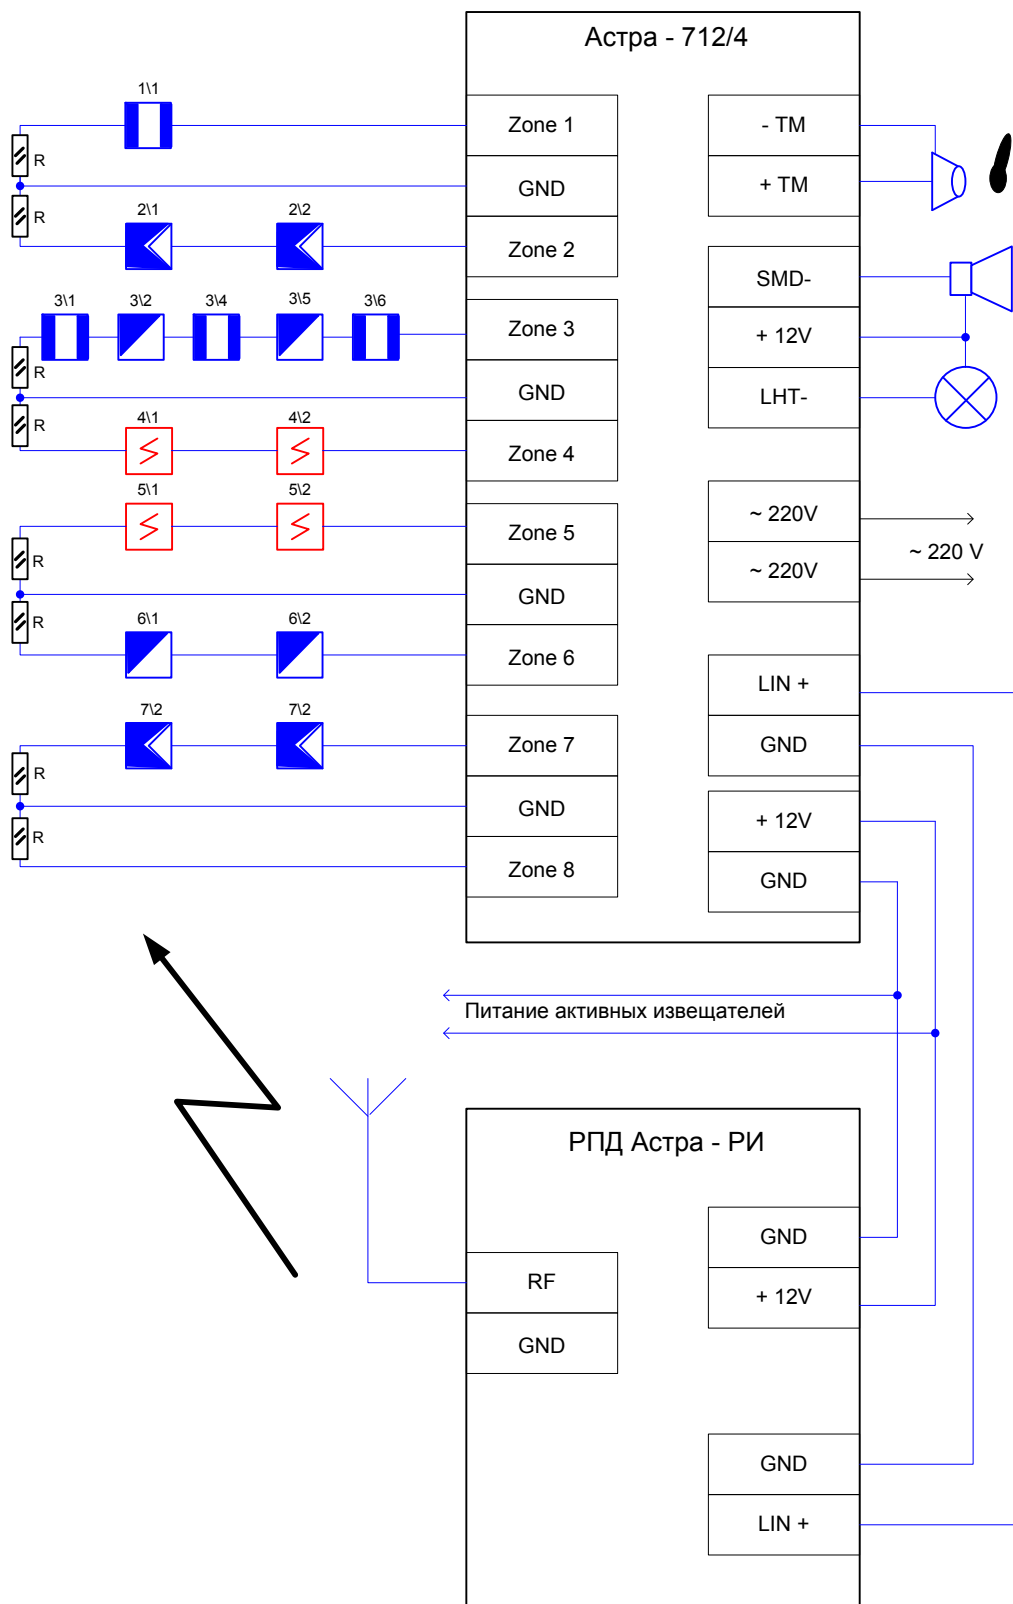 Астра - 712/4
1\1
Zone 1
- TM
R
GND
+ TM
R
2\1
2\2
Zone 2
SMD-
3\1
3\2
3\4
3\5
3\6
Zone 3
+ 12V
R
GND
LHT-
R
4\1
4\2
Zone 4
5\1
5\2
Zone 5
~ 220V
~ 220 V
R
GND
~ 220V
R
6\1
6\2
Zone 6
LIN +
7\2
7\2
Zone 7
GND
R
GND
+ 12V
R
Zone 8
GND
Питание активных извещателей
РПД Астра - РИ
GND
RF
+ 12V
GND
GND
LIN +